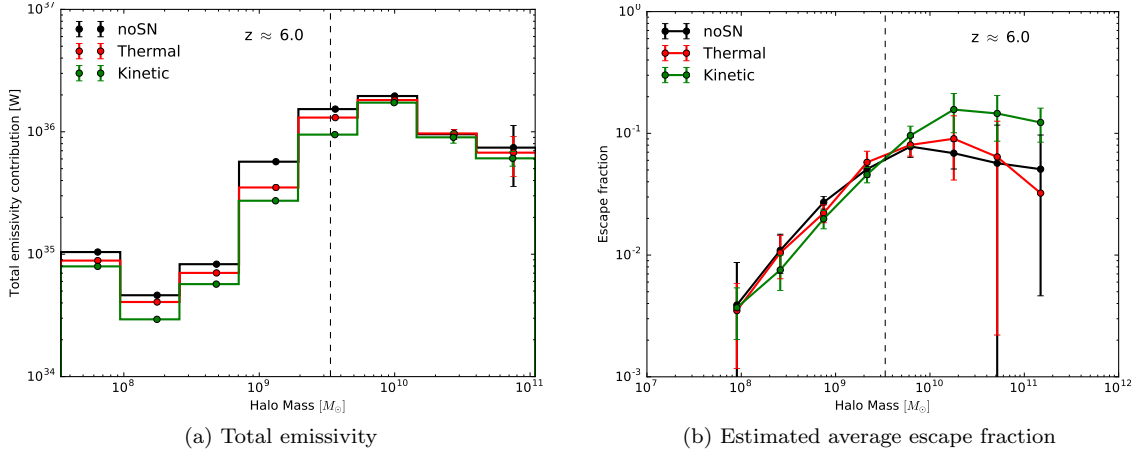 10^37
10^36
10^35
10^34
Total emissivity contribution [W]
noSN
Thermal
Kinetic
z ≈ 6.0
10^8
10^9
10^10
10^11
Halo Mass [M_⊙]
(a) Total emissivity
10^0
10^-1
10^-2
10^-3
Escape fraction
noSN
Thermal
Kinetic
z ≈ 6.0
10^7
10^8
10^9
10^10
10^11
10^12
Halo Mass [M_⊙]
(b) Estimated average escape fraction